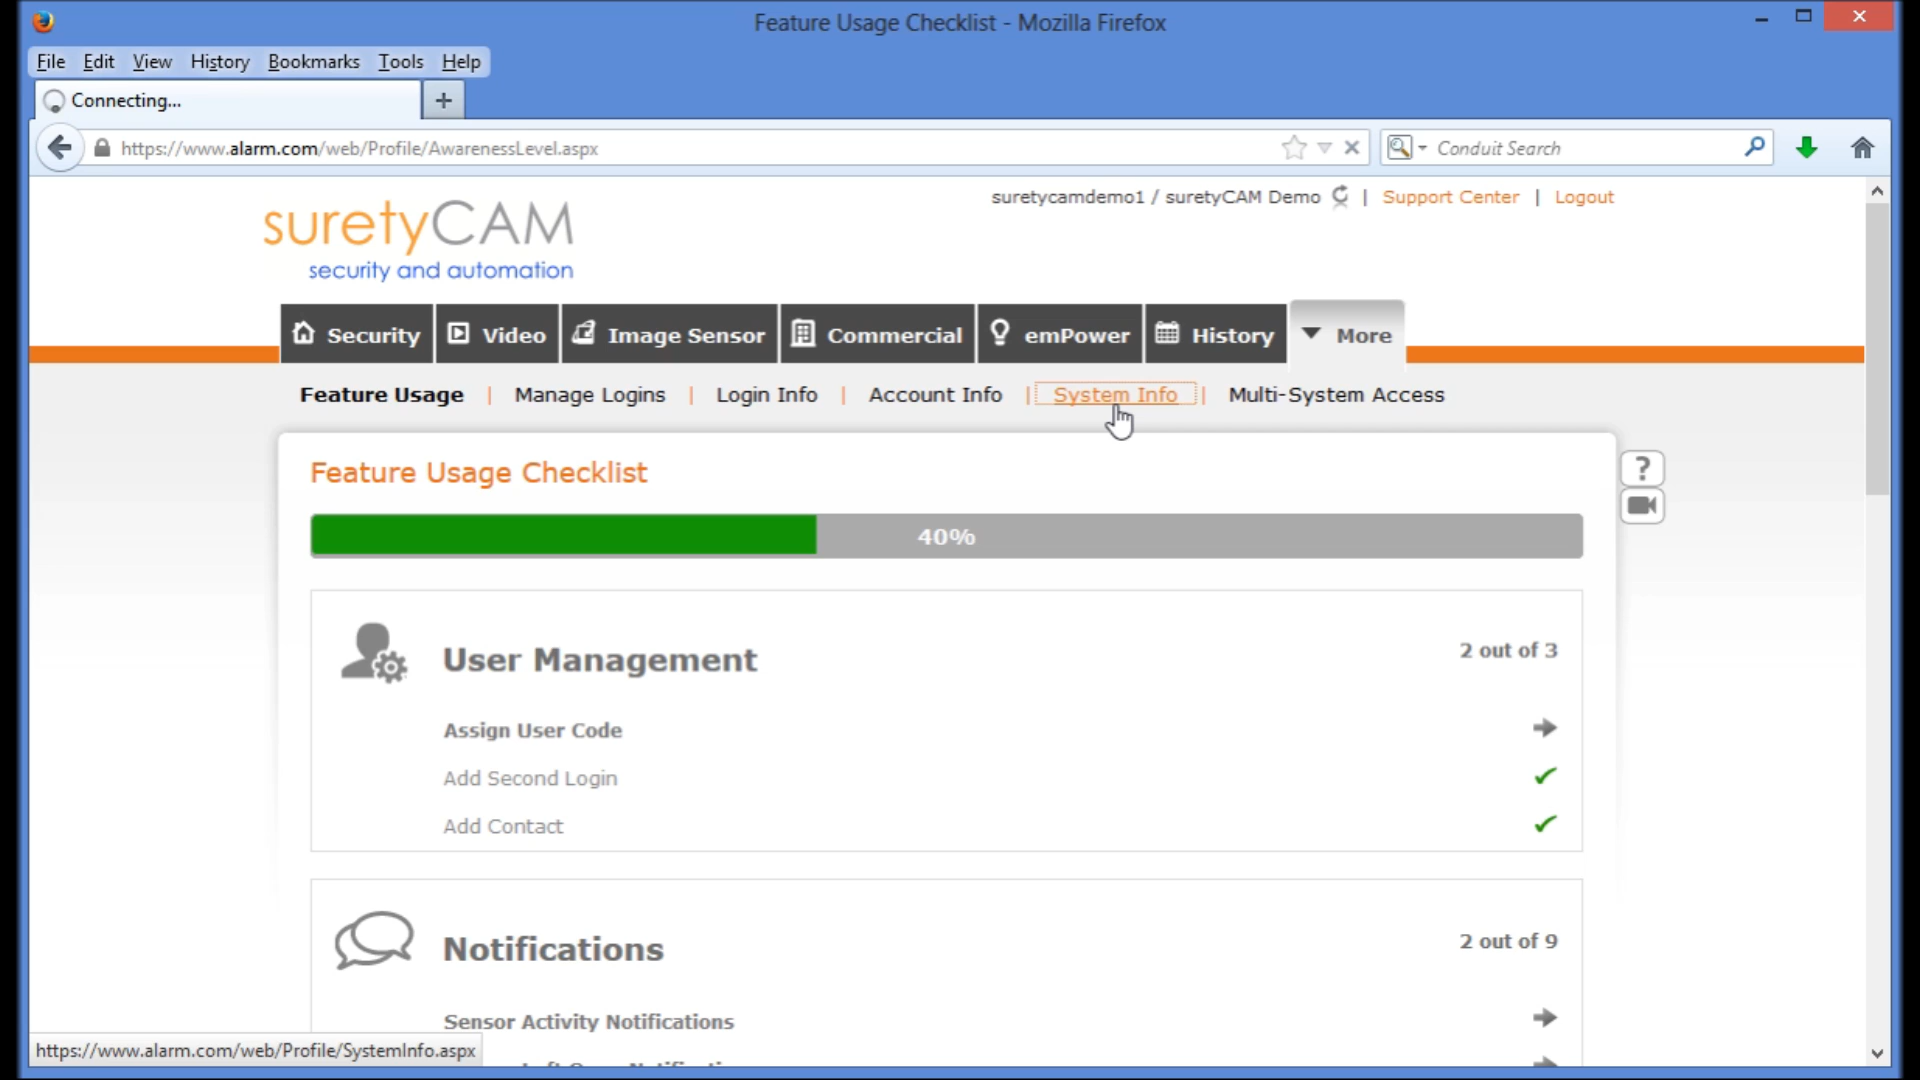 Feature Usage Checklist - Mozilla Firefox
File Edit View History Bookmarks Tools Help
Connecting...
https://www.alarm.com/web/Profile/AwarenessLevel.aspx
Conduit Search
suretycamdemo1 / suretyCAM Demo | Support Center | Logout
suretyCAM
security and automation
Security Video Image Sensor Commercial emPower History More
Feature Usage | Manage Logins | Login Info | Account Info | System Info | Multi-System Access
Feature Usage Checklist
?
40%
User Management 2 out of 3
Assign User Code
Add Second Login
Add Contact
Notifications 2 out of 9
Sensor Activity Notifications
https://www.alarm.com/web/Profile/SystemInfo.aspx